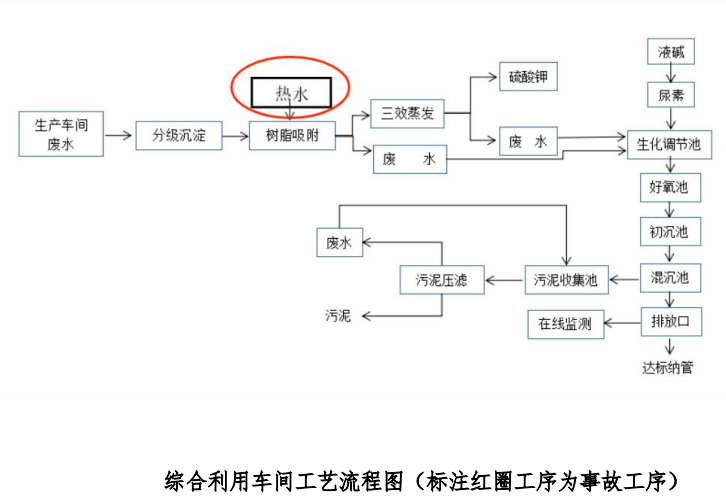 液碱
硫酸钾
尿素
热水
三效蒸发
生产车间
废水
分级沉淀
树脂吸附
废 水
生化调节池
废 水
好氧池
初沉池
废水
污泥压滤
污泥收集池
混沉池
污泥
在线监测
排放口
达标纳管
综合利用车间工艺流程图（标注红圈工序为事故工序）